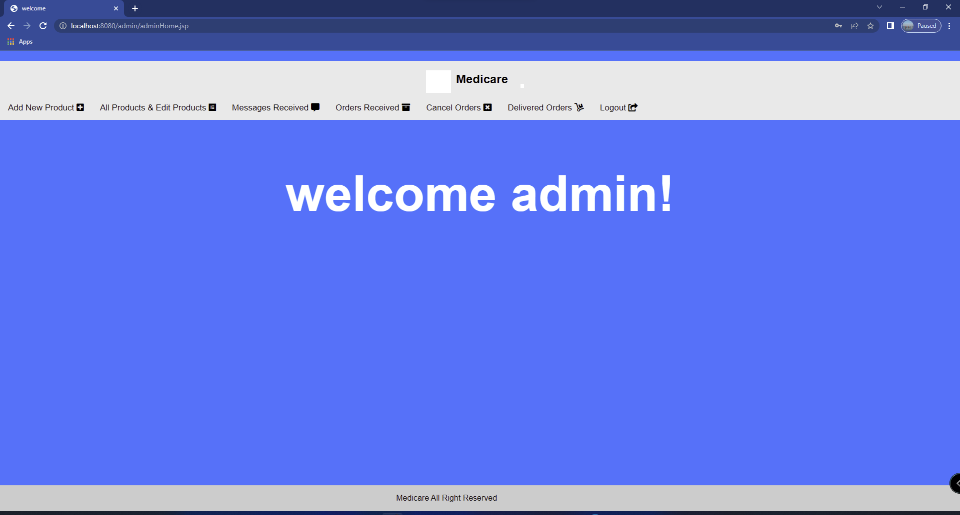 welcome
localhost:8080/admin/adminHome.jsp
Paused
Apps
Medicare
Add New Product All Products & Edit Products Messages Received Orders Received Cancel Orders Delivered Orders Logout
welcome admin!
Medicare All Right Reserved